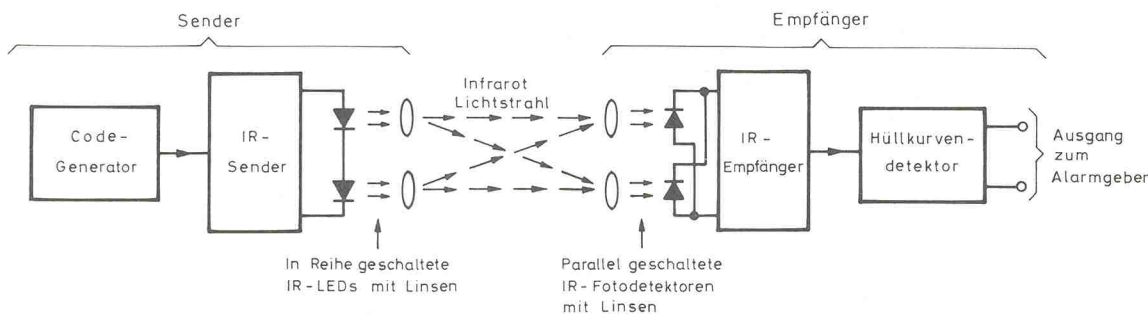 Sender
Empfänger
Infrarot
Lichtstrahl
Code-
Generator
IR-
Sender
IR-
Empfänger
Hüllkurven-
detektor
Ausgang
zum
Alarmgeber
In Reihe geschaltete
IR-LEDs mit Linsen
Parallel geschaltete
IR-Fotodetektoren
mit Linsen